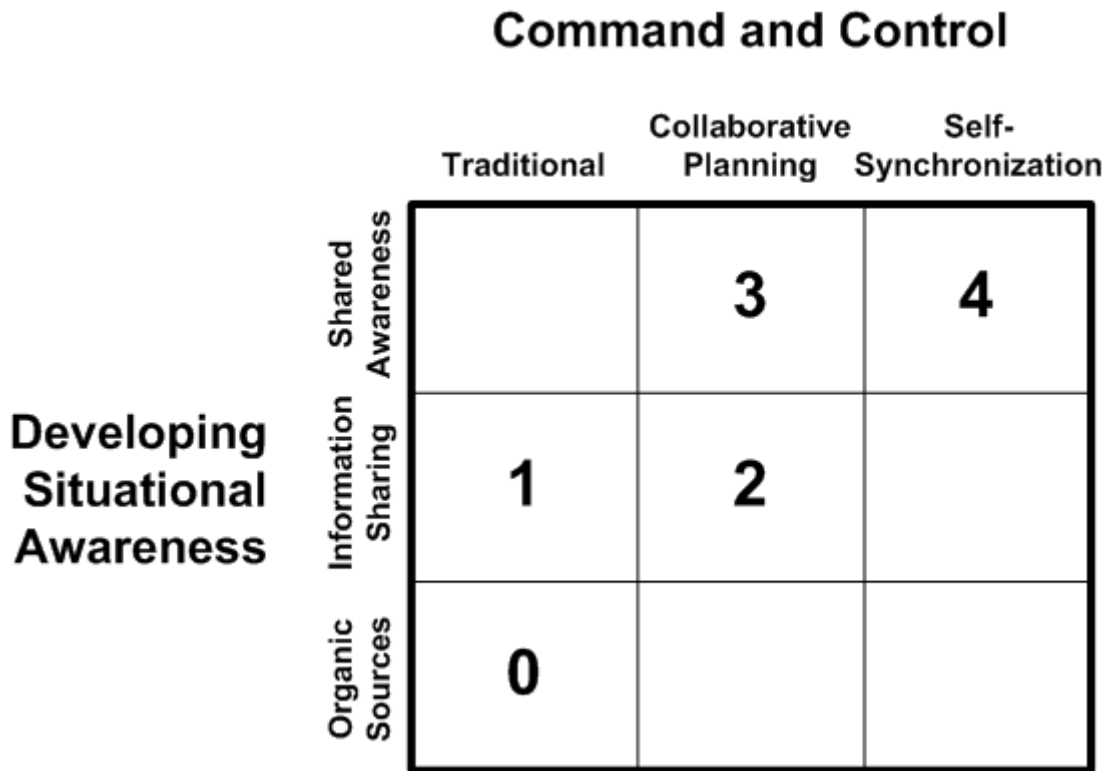 Command and Control
Traditional
Collaborative
Planning
Self-
Synchronization
Developing
Situational
Awareness
Shared
Awareness
3
4
Information
Sharing
1
2
Organic
Sources
0